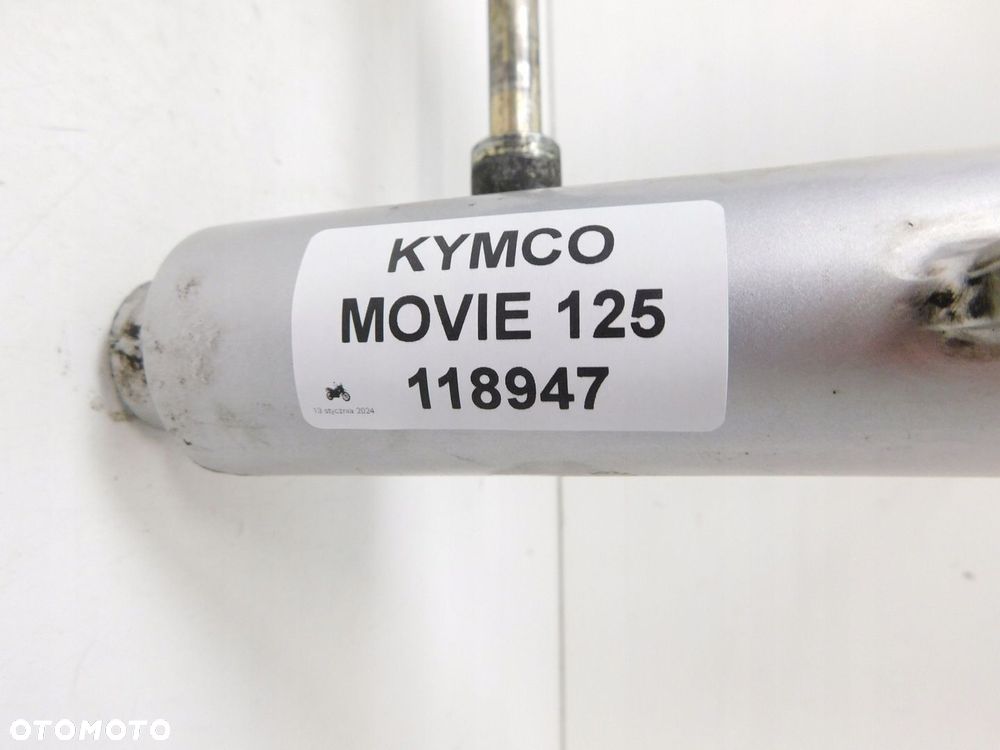 KYMCO
MOVIE 125
118947
13 stycznia 2024
OTOMOTO